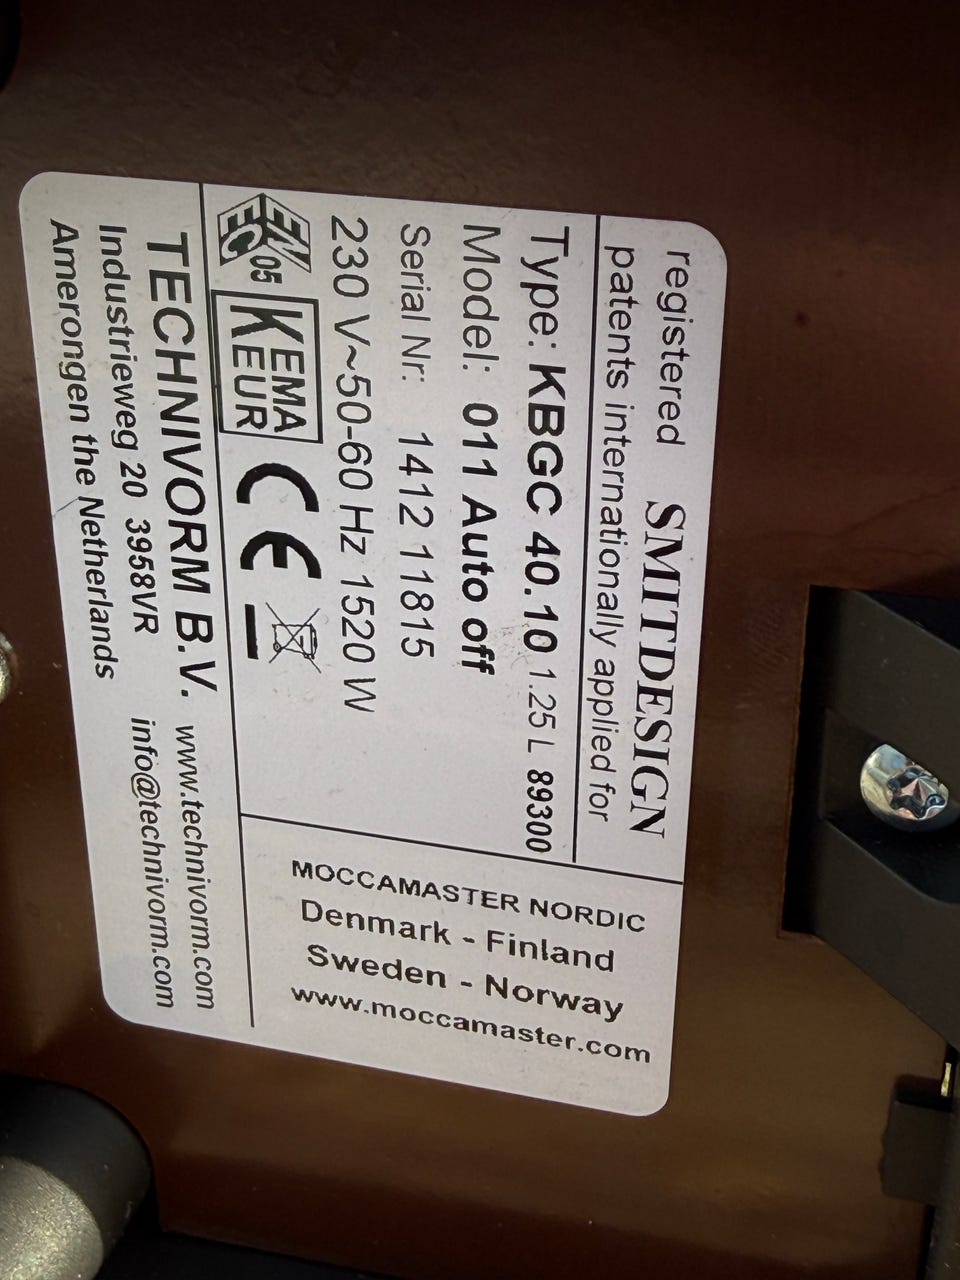 registered SMITDESIGN
patents internationally applied for
Type: KBGC 40.10 1.25 L 89300
Model: 011 Auto off
Serial Nr: 1412 11815
230 V~50-60 Hz 1520 W
EN
EC 05
KEMA
KEUR
CE
TECHNIVORM B.V. www.technivorm.com
Industrieweg 20 3958VR info@technivorm.com
Amerongen the Netherlands
MOCCAMASTER NORDIC
Denmark - Finland
Sweden - Norway
www.moccamaster.com